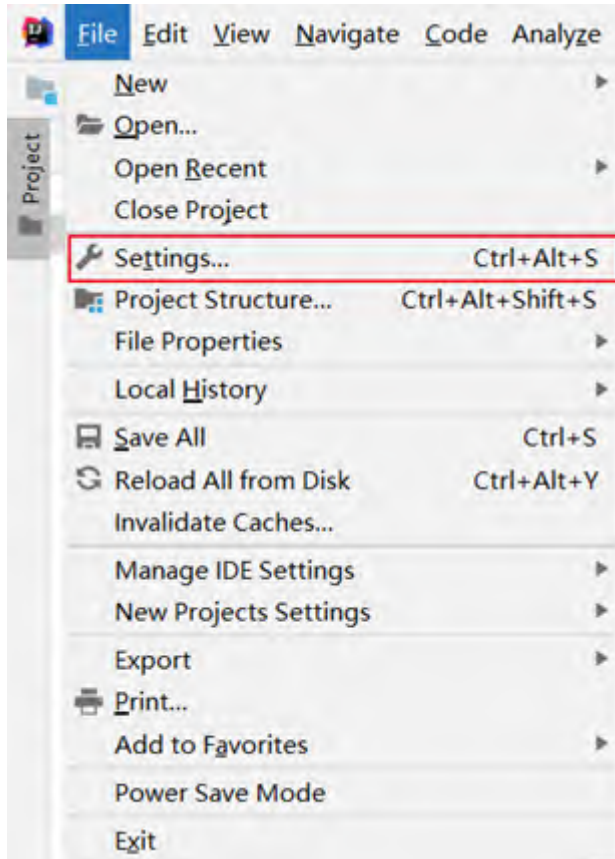 File Edit View Navigate Code Analyze
New
Open...
Open Recent
Close Project
Settings... Ctrl+Alt+S
Project Structure... Ctrl+Alt+Shift+S
File Properties
Local History
Save All Ctrl+S
Reload All from Disk Ctrl+Alt+Y
Invalidate Caches...
Manage IDE Settings
New Projects Settings
Export
Print...
Add to Favorites
Power Save Mode
Exit
Project